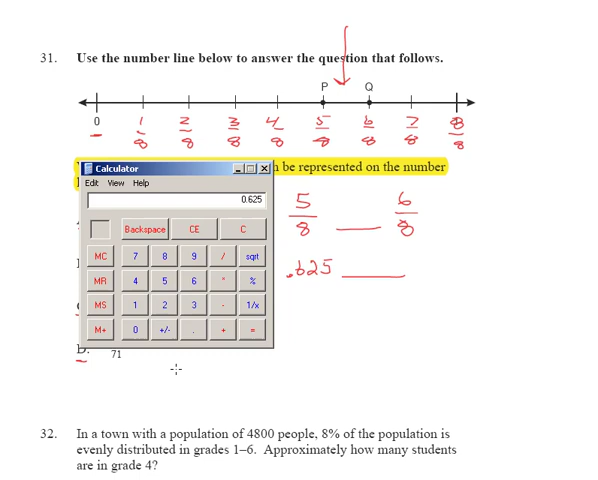 31. Use the number line below to answer the question that follows.
P Q
0 1/8 2/8 3/8 4/8 5/8 6/8 7/8 8/8
Calculator
h be represented on the number
Edit View Help
0.625
Backspace CE C
MC 7 8 9 / sqrt
MR 4 5 6 * %
MS 1 2 3 - 1/x
M+ 0 +/- . + =
5/8 __ 6/8
.625 __
D. 71
32. In a town with a population of 4800 people, 8% of the population is
evenly distributed in grades 1–6. Approximately how many students
are in grade 4?